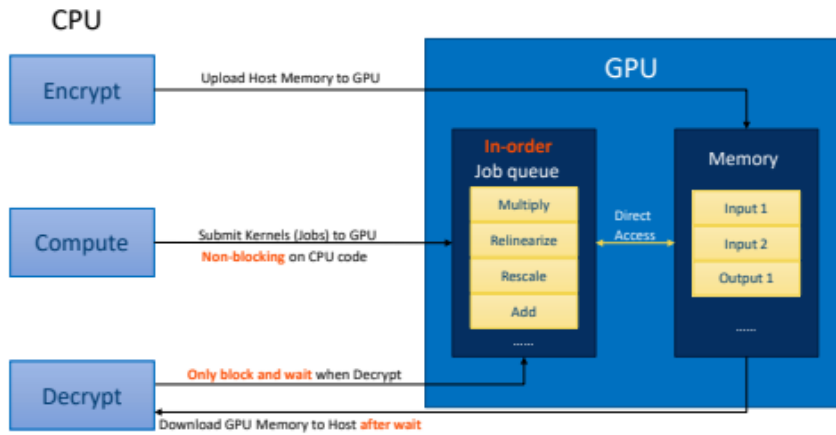 CPU
GPU
Encrypt
Upload Host Memory to GPU
In-order
Job queue
Multiply
Relinearize
Rescale
Add
......
Direct
Access
Memory
Input 1
Input 2
Output 1
......
Compute
Submit Kernels (Jobs) to GPU
Non-blocking on CPU code
Decrypt
Only block and wait when Decrypt
Download GPU Memory to Host after wait